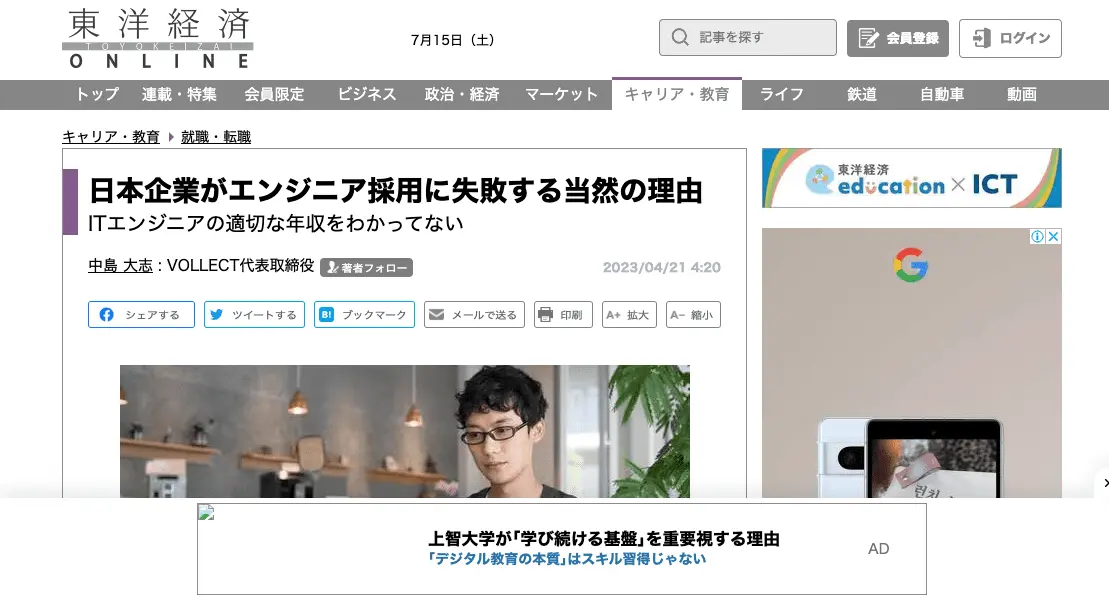 東洋経済
TOYOKEIZAI
ONLINE
7月15日（土）
記事を探す
会員登録
ログイン
トップ 連載・特集 会員限定 ビジネス 政治・経済 マーケット キャリア・教育 ライフ 鉄道 自動車 動画
キャリア・教育 就職・転職
日本企業がエンジニア採用に失敗する当然の理由
ITエンジニアの適切な年収をわかってない
中島 大志 : VOLLECT代表取締役 著者フォロー 2023/04/21 4:20
シェアする ツイートする B! ブックマーク メールで送る 印刷 A+ 拡大 A− 縮小
東洋経済
education × ICT
G
上智大学が「学び続ける基盤」を重要視する理由
「デジタル教育の本質」はスキル習得じゃない
AD